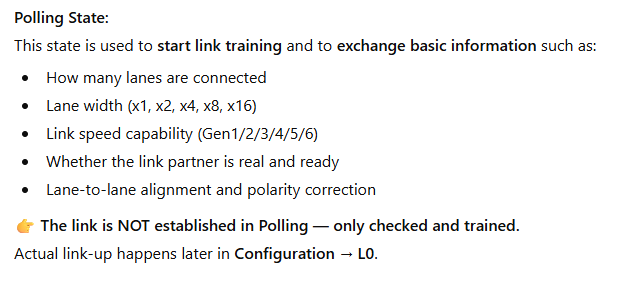 Polling State:
This state is used to start link training and to exchange basic information such as:
• How many lanes are connected
• Lane width (x1, x2, x4, x8, x16)
• Link speed capability (Gen1/2/3/4/5/6)
• Whether the link partner is real and ready
• Lane-to-lane alignment and polarity correction
👉 The link is NOT established in Polling — only checked and trained.
Actual link-up happens later in Configuration → L0.